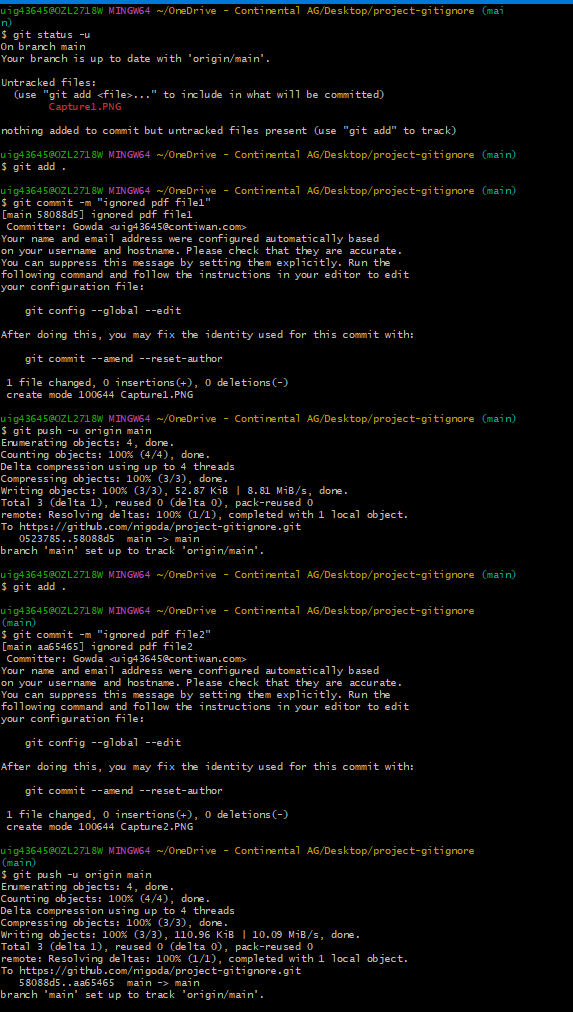 uig43645@OZL2718W MINGW64 ~/OneDrive - Continental AG/Desktop/project-gitignore (mai
n)
$ git status -u
On branch main
Your branch is up to date with 'origin/main'.
Untracked files:
  (use "git add <file>..." to include in what will be committed)
        Capture1.PNG
nothing added to commit but untracked files present (use "git add" to track)
uig43645@OZL2718W MINGW64 ~/OneDrive - Continental AG/Desktop/project-gitignore (main)
$ git add .
uig43645@OZL2718W MINGW64 ~/OneDrive - Continental AG/Desktop/project-gitignore (main)
$ git commit -m "ignored pdf file1"
[main 58088d5] ignored pdf file1
 Committer: Gowda <uig43645@contiwan.com>
Your name and email address were configured automatically based
on your username and hostname. Please check that they are accurate.
You can suppress this message by setting them explicitly. Run the
following command and follow the instructions in your editor to edit
your configuration file:
    git config --global --edit
After doing this, you may fix the identity used for this commit with:
    git commit --amend --reset-author
 1 file changed, 0 insertions(+), 0 deletions(-)
 create mode 100644 Capture1.PNG
uig43645@OZL2718W MINGW64 ~/OneDrive - Continental AG/Desktop/project-gitignore (main)
$ git push -u origin main
Enumerating objects: 4, done.
Counting objects: 100% (4/4), done.
Delta compression using up to 4 threads
Compressing objects: 100% (3/3), done.
Writing objects: 100% (3/3), 52.87 KiB | 8.81 MiB/s, done.
Total 3 (delta 1), reused 0 (delta 0), pack-reused 0
remote: Resolving deltas: 100% (1/1), completed with 1 local object.
To https://github.com/nigoda/project-gitignore.git
   0523785..58088d5  main -> main
branch 'main' set up to track 'origin/main'.
uig43645@OZL2718W MINGW64 ~/OneDrive - Continental AG/Desktop/project-gitignore (main)
$ git add .
uig43645@OZL2718W MINGW64 ~/OneDrive - Continental AG/Desktop/project-gitignore
(main)
$ git commit -m "ignored pdf file2"
[main aa65465] ignored pdf file2
 Committer: Gowda <uig43645@contiwan.com>
Your name and email address were configured automatically based
on your username and hostname. Please check that they are accurate.
You can suppress this message by setting them explicitly. Run the
following command and follow the instructions in your editor to edit
your configuration file:
    git config --global --edit
After doing this, you may fix the identity used for this commit with:
    git commit --amend --reset-author
 1 file changed, 0 insertions(+), 0 deletions(-)
 create mode 100644 Capture2.PNG
uig43645@OZL2718W MINGW64 ~/OneDrive - Continental AG/Desktop/project-gitignore
(main)
$ git push -u origin main
Enumerating objects: 4, done.
Counting objects: 100% (4/4), done.
Delta compression using up to 4 threads
Compressing objects: 100% (3/3), done.
Writing objects: 100% (3/3), 110.96 KiB | 10.09 MiB/s, done.
Total 3 (delta 1), reused 0 (delta 0), pack-reused 0
remote: Resolving deltas: 100% (1/1), completed with 1 local object.
To https://github.com/nigoda/project-gitignore.git
   58088d5..aa65465  main -> main
branch 'main' set up to track 'origin/main'.